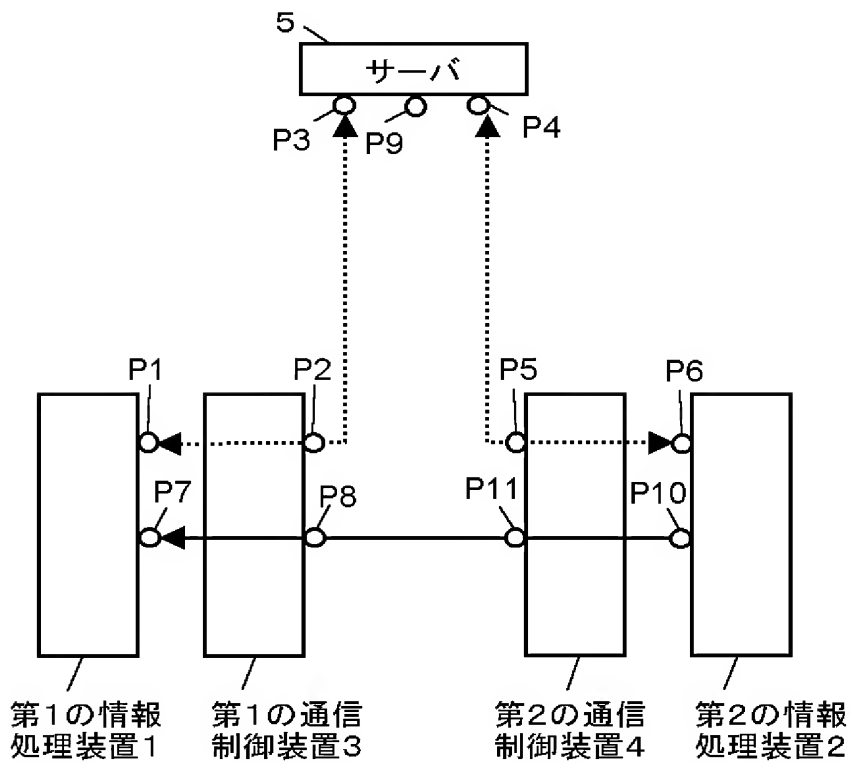 5
サーバ
P3
P9
P4
P1
P2
P5
P6
P7
P8
P11
P10
第1の情報
処理装置1
第1の通信
制御装置3
第2の通信
制御装置4
第2の情報
処理装置2